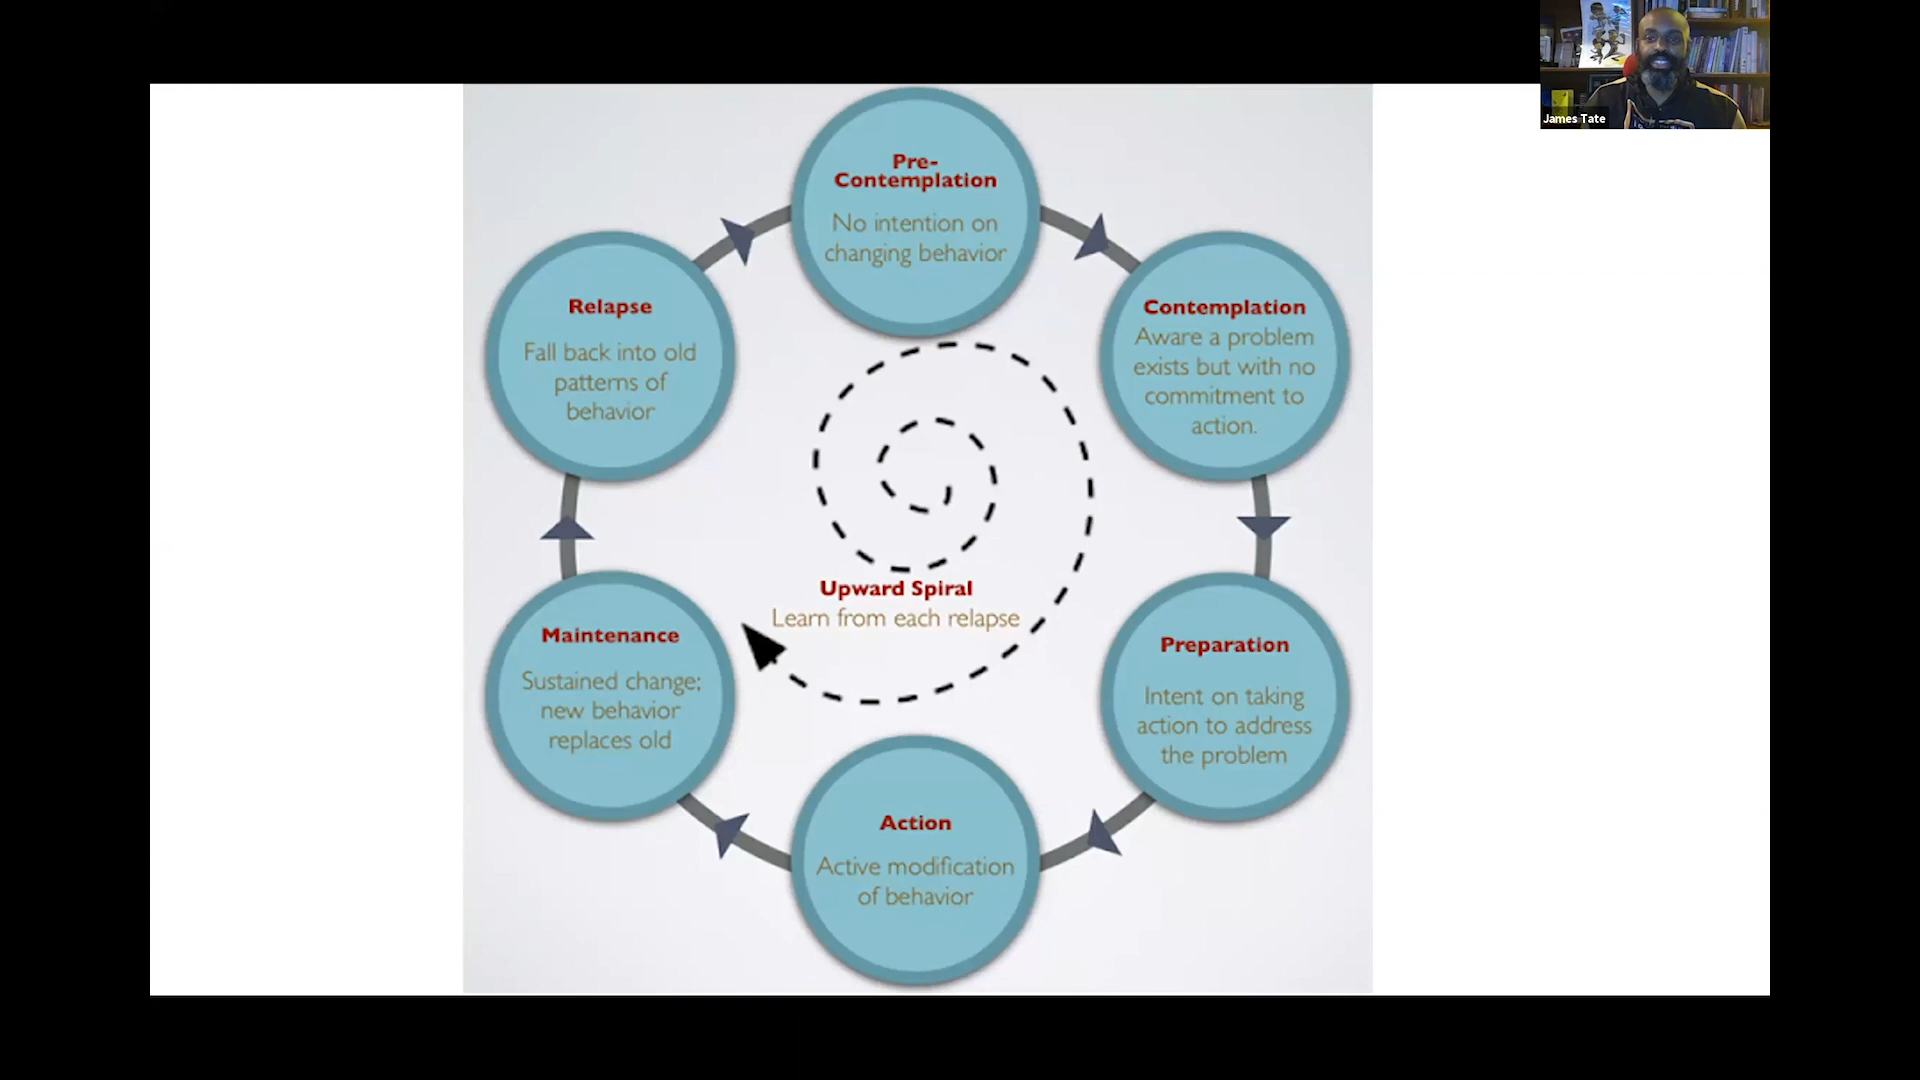 James Tate
Pre-
Contemplation
No intention on
changing behavior
Contemplation
Aware a problem
exists but with no
commitment to
action.
Preparation
Intent on taking
action to address
the problem
Action
Active modification
of behavior
Maintenance
Sustained change;
new behavior
replaces old
Relapse
Fall back into old
patterns of
behavior
Upward Spiral
Learn from each relapse